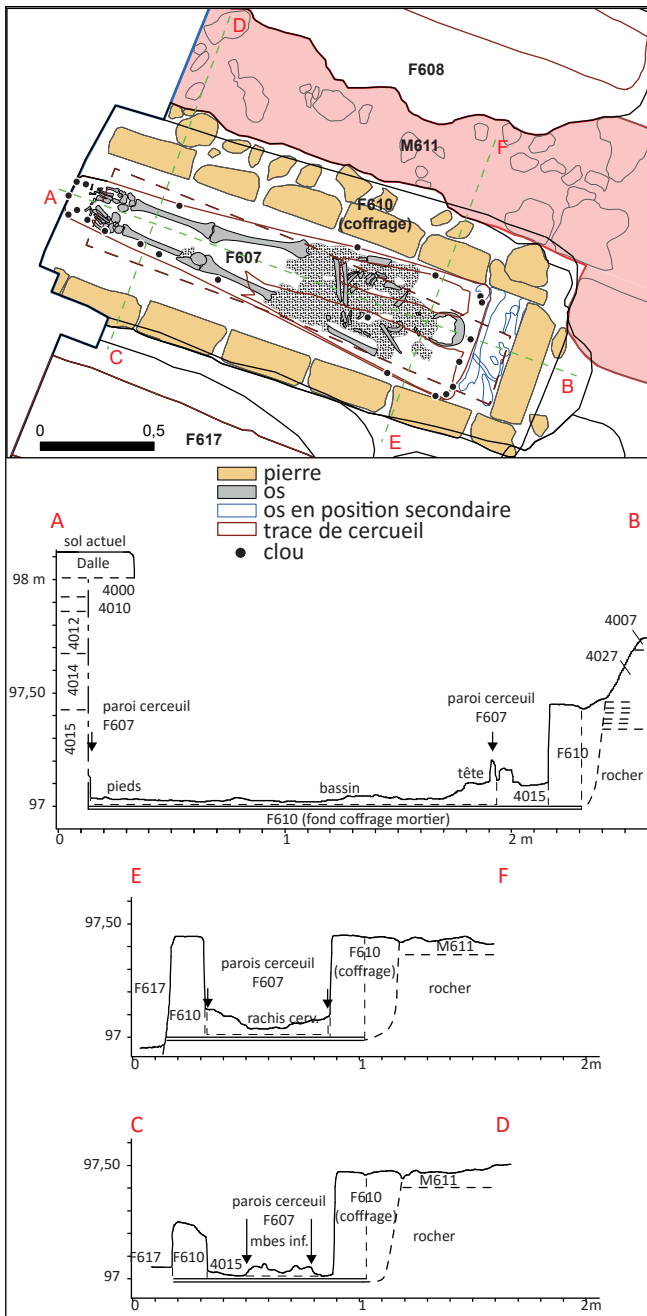 D
F608
M611
F
A
F610
(coffrage)
F607
C
B
0
0,5
E
F617
pierre
os
os en position secondaire
trace de cercueil
clou
A
B
sol actuel
Dalle
98 m
4000
4010
4012
4014
4015
4007
4027
97,50
paroi cerceuil
F607
paroi cerceuil
F607
F610
rocher
pieds
bassin
tête
4015
97
F610 (fond coffrage mortier)
0
1
2 m
E
F
97,50
parois cerceuil
F607
F610
(coffrage)
M611
F617
F610
rachis cerv.
rocher
97
0
1
2m
C
D
97,50
parois cerceuil
F607
mbes inf.
F610
(coffrage)
M611
rocher
F617
F610
4015
97
0
1
2m